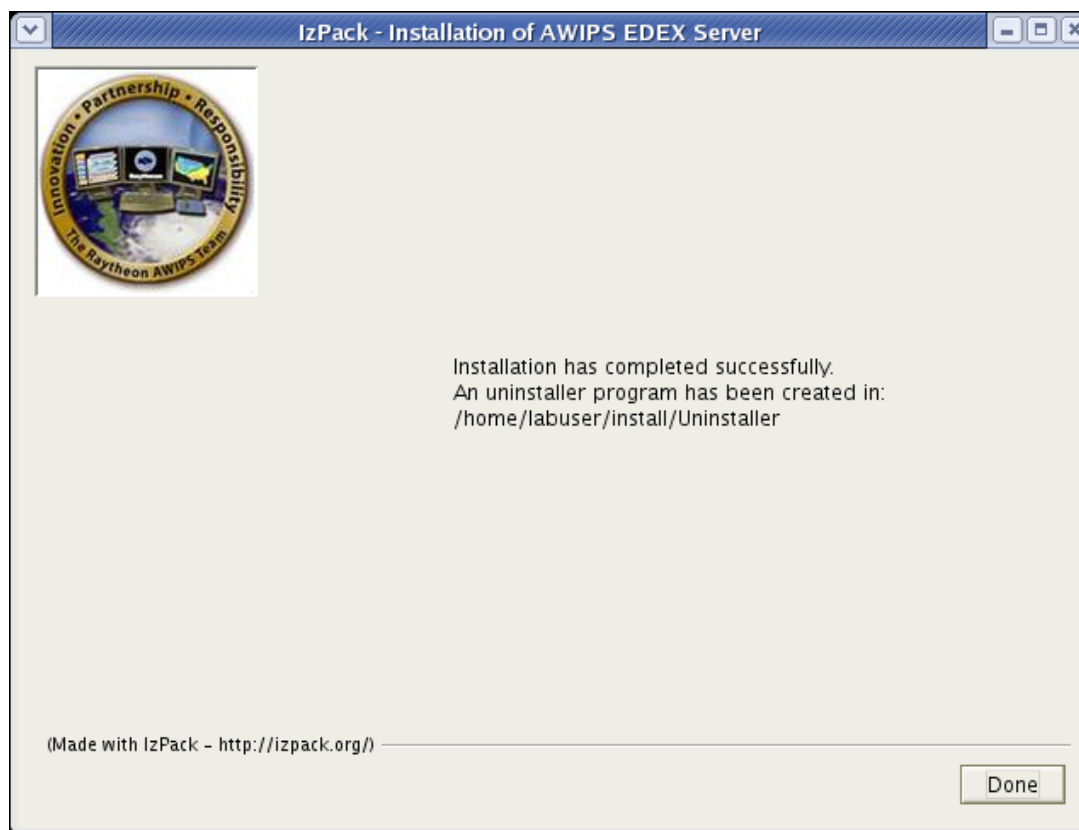 IzPack - Installation of AWIPS EDEX Server
Innovation • Partnership • Responsibility
The Raytheon AWIPS Team
Installation has completed successfully.
An uninstaller program has been created in:
/home/labuser/install/Uninstaller
(Made with IzPack - http://izpack.org/)
Done